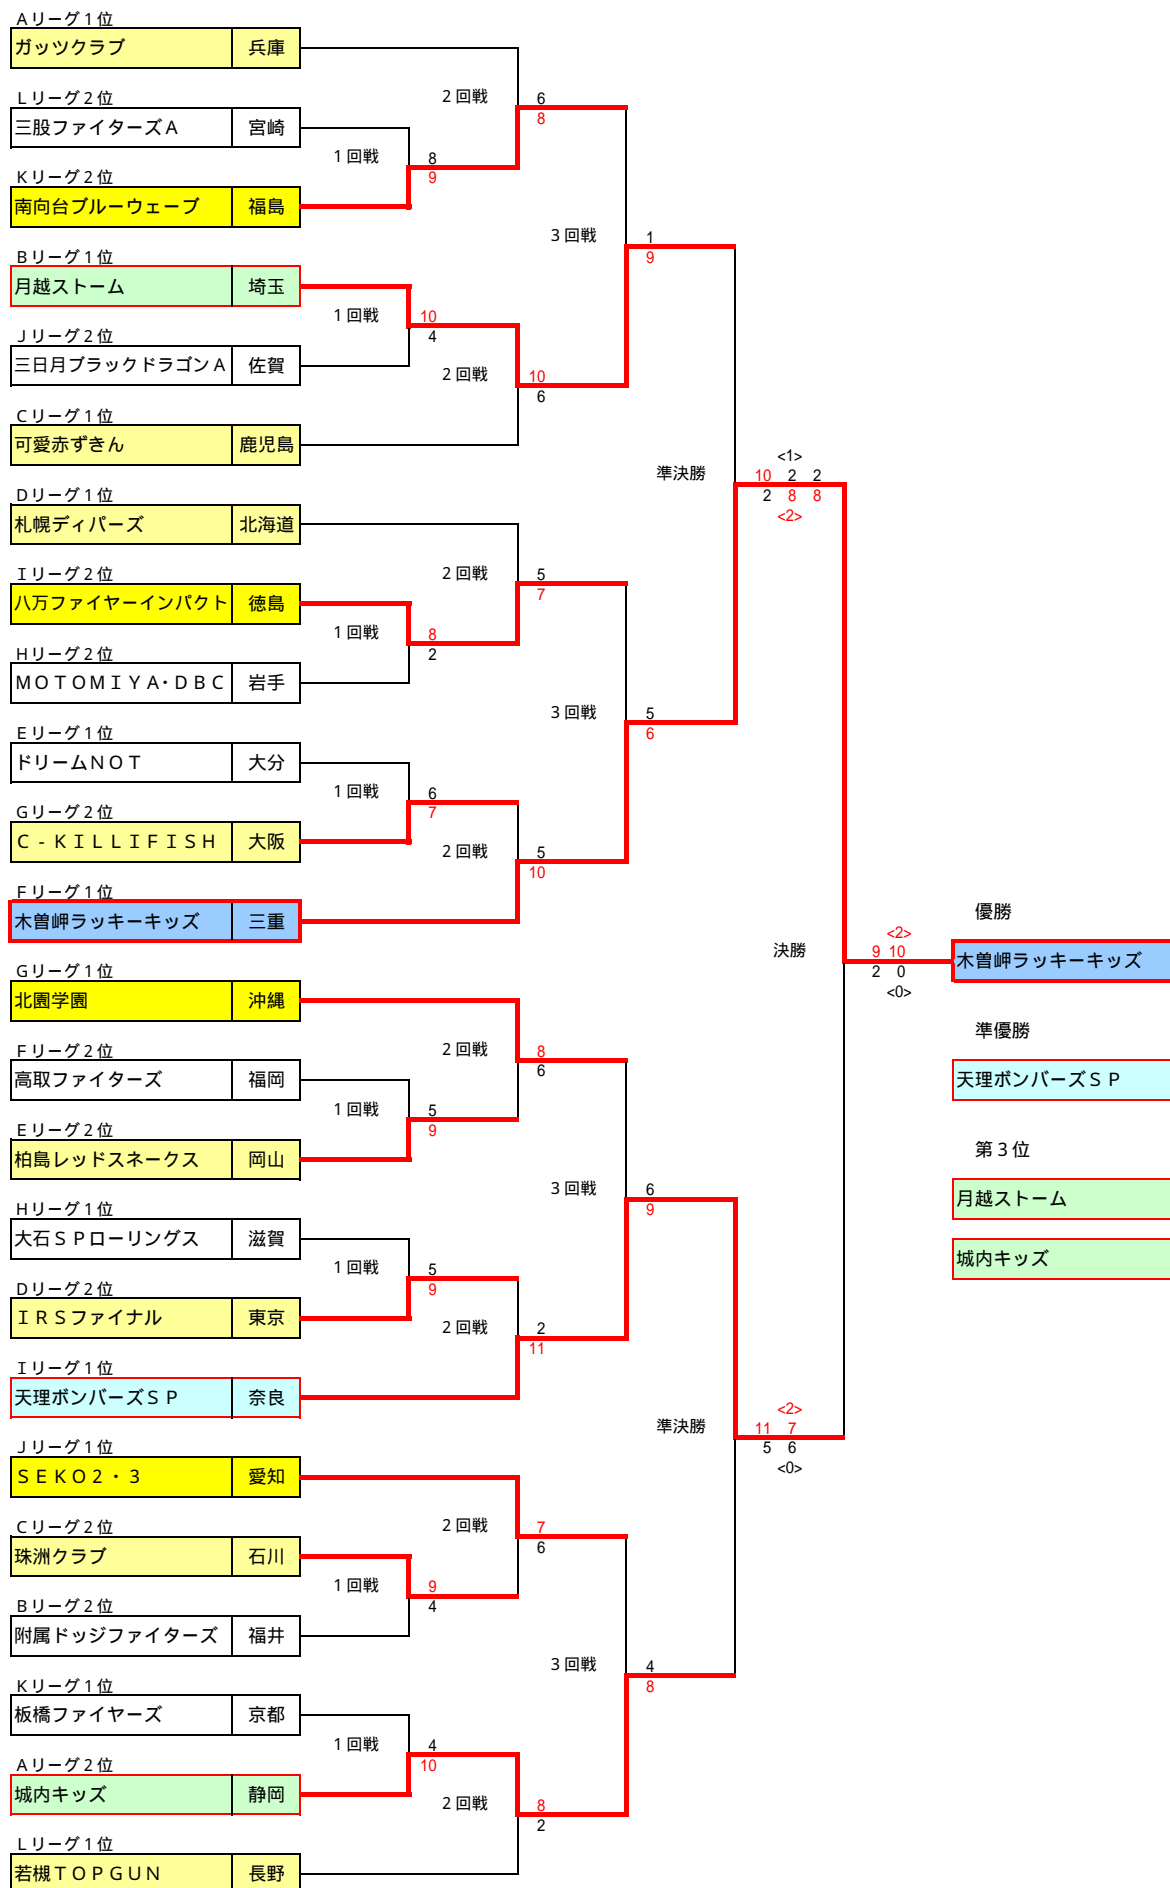 Aリーグ１位
ガッツクラブ 兵庫
Lリーグ２位
三股ファイターズA 宮崎
Kリーグ２位
南向台ブルーウェーブ 福島
Bリーグ１位
月越ストーム 埼玉
Jリーグ２位
三日月ブラックドラゴンA 佐賀
Cリーグ１位
可愛赤ずきん 鹿児島
Dリーグ１位
札幌ディパーズ 北海道
Iリーグ２位
八万ファイヤーインパクト 徳島
Hリーグ２位
MOTOMIYA・DBC 岩手
Eリーグ１位
ドリームNOT 大分
Gリーグ２位
C-KILLIFISH 大阪
Fリーグ１位
木曽岬ラッキーキッズ 三重
Gリーグ１位
北園学園 沖縄
Fリーグ２位
高取ファイターズ 福岡
Eリーグ２位
柏島レッドスネークス 岡山
Hリーグ１位
大石SPローリングス 滋賀
Dリーグ２位
IRSファイナル 東京
Iリーグ１位
天理ボンバーズSP 奈良
Jリーグ１位
SEKO２・３ 愛知
Cリーグ２位
珠洲クラブ 石川
Bリーグ２位
附属ドッジファイターズ 福井
Kリーグ１位
板橋ファイヤーズ 京都
Aリーグ２位
城内キッズ 静岡
Lリーグ１位
若槻TOPGUN 長野
1回戦
8
9
1回戦
10
4
1回戦
8
2
1回戦
6
7
1回戦
5
9
1回戦
5
9
1回戦
9
4
1回戦
4
10
2回戦
6
8
2回戦
10
6
2回戦
5
7
2回戦
5
10
2回戦
8
6
2回戦
2
11
2回戦
7
6
2回戦
8
2
3回戦
1
9
3回戦
5
6
3回戦
6
9
3回戦
4
8
準決勝
<1>
10 2 2
2 8 8
<2>
準決勝
<2>
11 7
5 6
<0>
決勝
<2>
9 10
2 0
<0>
優勝
木曽岬ラッキーキッズ
準優勝
天理ボンバーズSP
第3位
月越ストーム
城内キッズ